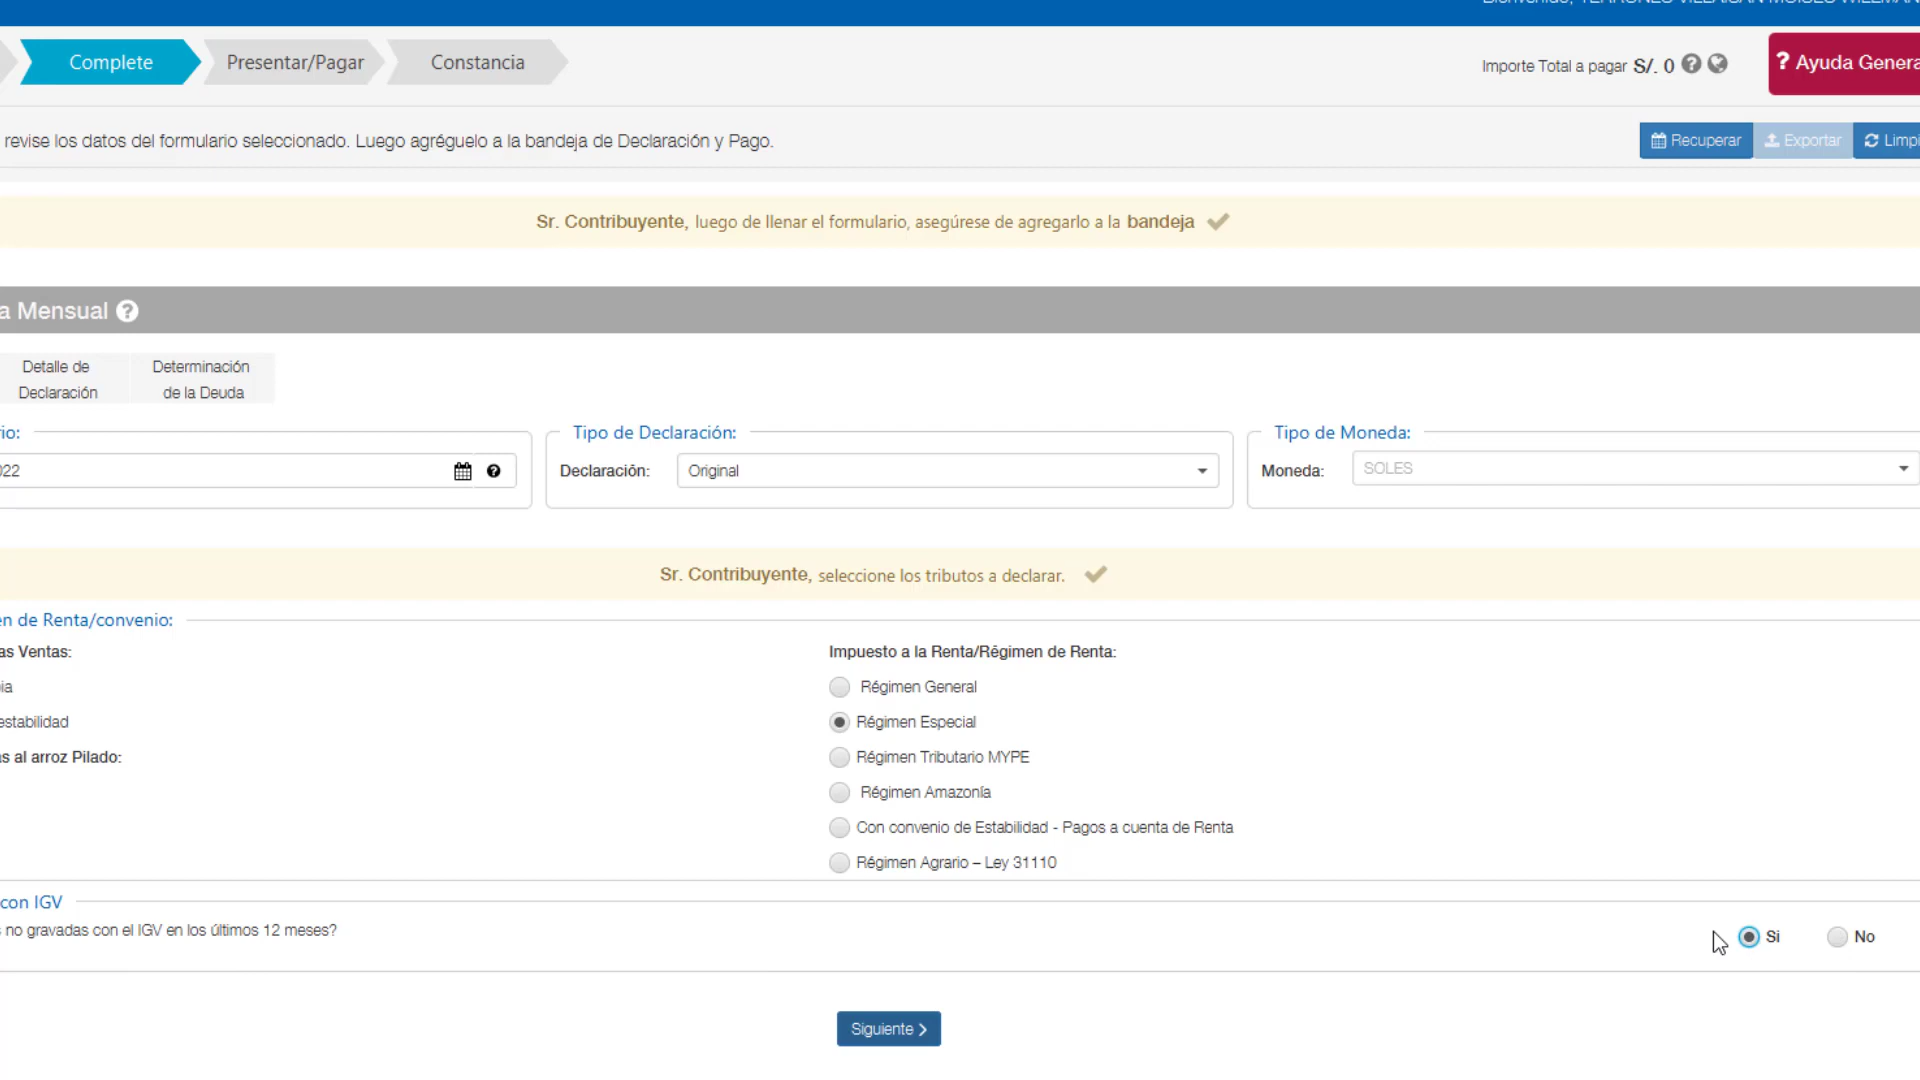 Complete
Presentar/Pagar
Constancia
Importe Total a pagar S/. 0
? Ayuda Genera
revise los datos del formulario seleccionado. Luego agréguelo a la bandeja de Declaración y Pago.
Recuperar
Exportar
Limpi
Sr. Contribuyente, luego de llenar el formulario, asegúrese de agregarlo a la bandeja
a Mensual
Detalle de
Declaración
Determinación
de la Deuda
io:
022
Tipo de Declaración:
Declaración: Original
Tipo de Moneda:
Moneda: SOLES
Sr. Contribuyente, seleccione los tributos a declarar.
en de Renta/convenio:
as Ventas:
ia
estabilidad
s al arroz Pilado:
Impuesto a la Renta/Régimen de Renta:
Régimen General
Régimen Especial
Régimen Tributario MYPE
Régimen Amazonía
Con convenio de Estabilidad - Pagos a cuenta de Renta
Régimen Agrario – Ley 31110
con IGV
no gravadas con el IGV en los últimos 12 meses?
Si
No
Siguiente